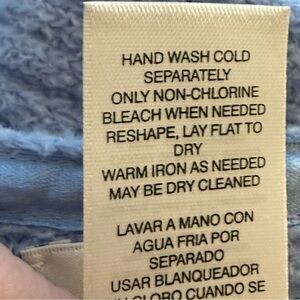 HAND WASH COLD
SEPARATELY
ONLY NON-CHLORINE
BLEACH WHEN NEEDED
RESHAPE, LAY FLAT TO
DRY
WARM IRON AS NEEDED
MAY BE DRY CLEANED
LAVAR A MANO CON
AGUA FRIA POR
SEPARADO
USAR BLANQUEADOR
CLORO CUANDO SE